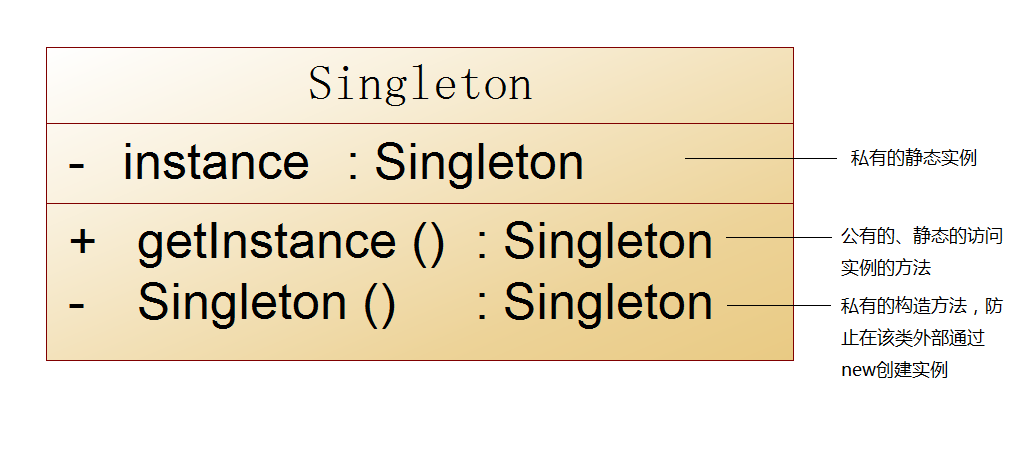 Singleton
- instance : Singleton
私有的静态实例
+ getInstance () : Singleton
公有的、静态的访问
实例的方法
- Singleton () : Singleton
私有的构造方法，防
止在该类外部通过
new创建实例